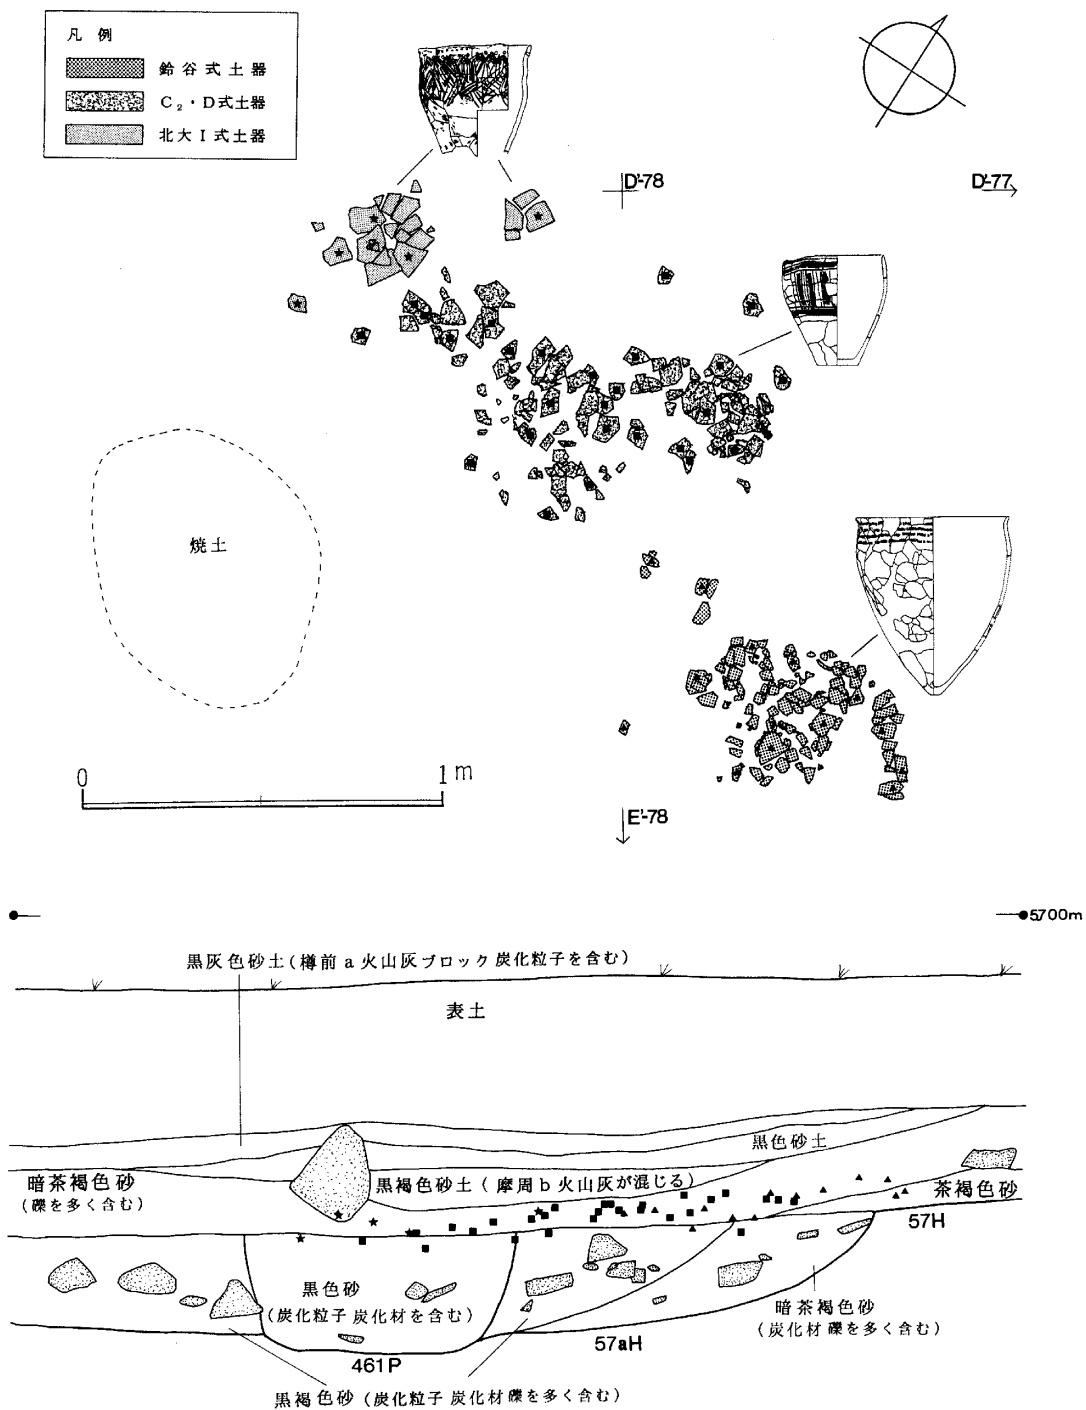 凡 例
鈴谷式土器
C₂・D式土器
北大Ⅰ式土器
D'-78
D'-77
焼土
0
1m
E'-78
5700m
黒灰色砂土(樽前a火山灰ブロック 炭化粒子を含む)
表土
黒色砂土
暗茶褐色砂
(礫を多く含む)
黒褐色砂土(摩周b火山灰が混じる)
茶褐色砂
57H
黒色砂
(炭化粒子 炭化材を含む)
暗茶褐色砂
(炭化材 礫を多く含む)
57aH
461P
黒褐色砂(炭化粒子 炭化材 礫を多く含む)